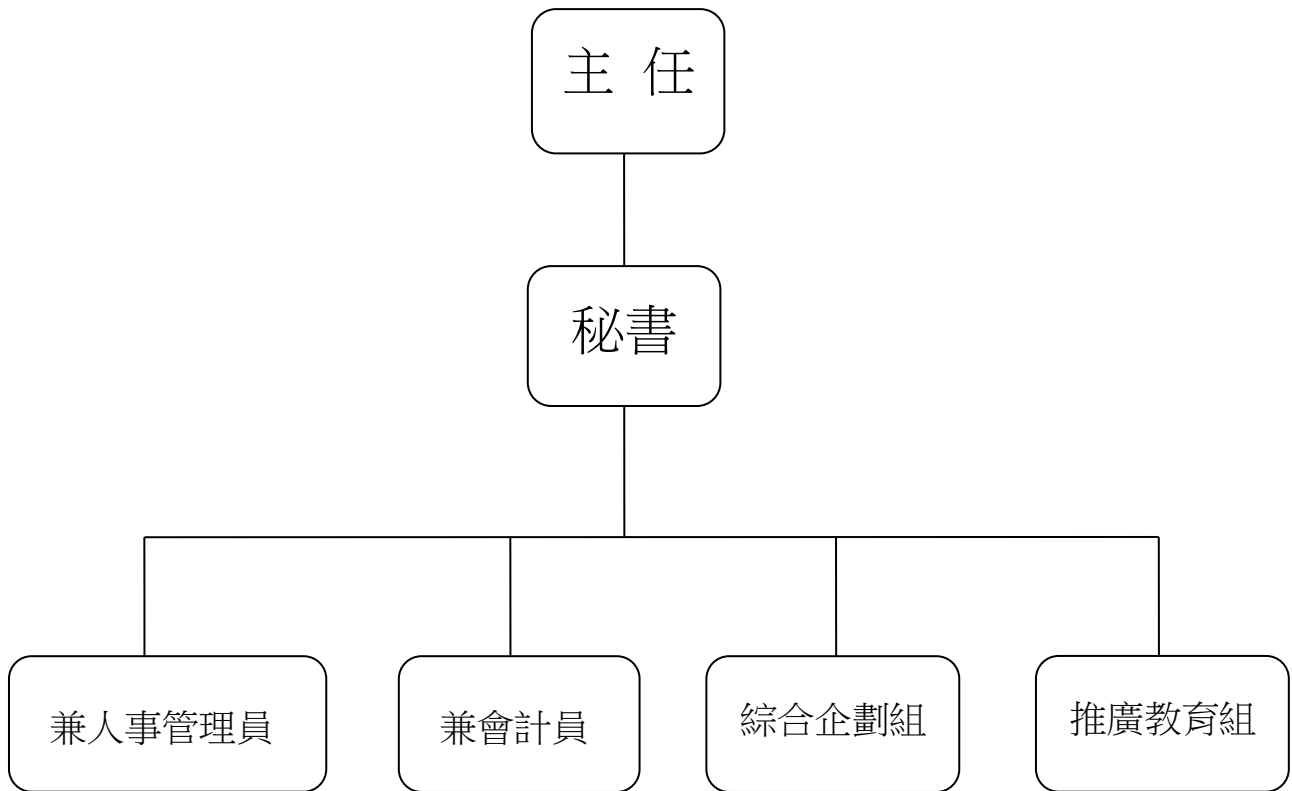 主 任
秘書
兼人事管理員
兼會計員
綜合企劃組
推廣教育組